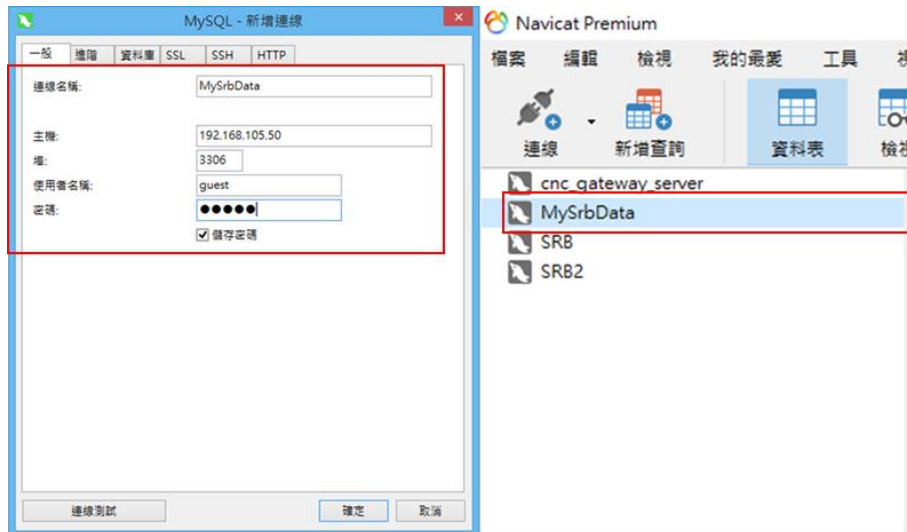 MySQL - 新增連線
一般 進階 資料庫 SSL SSH HTTP
連線名稱: MySrbData
主機: 192.168.105.50
埠: 3306
使用者名稱: guest
密碼: ●●●●●
儲存密碼
連線測試 確定 取消
Navicat Premium
檔案 編輯 檢視 我的最愛 工具
連線 新增查詢 資料表 檢視
cnc_gateway_server
MySrbData
SRB
SRB2